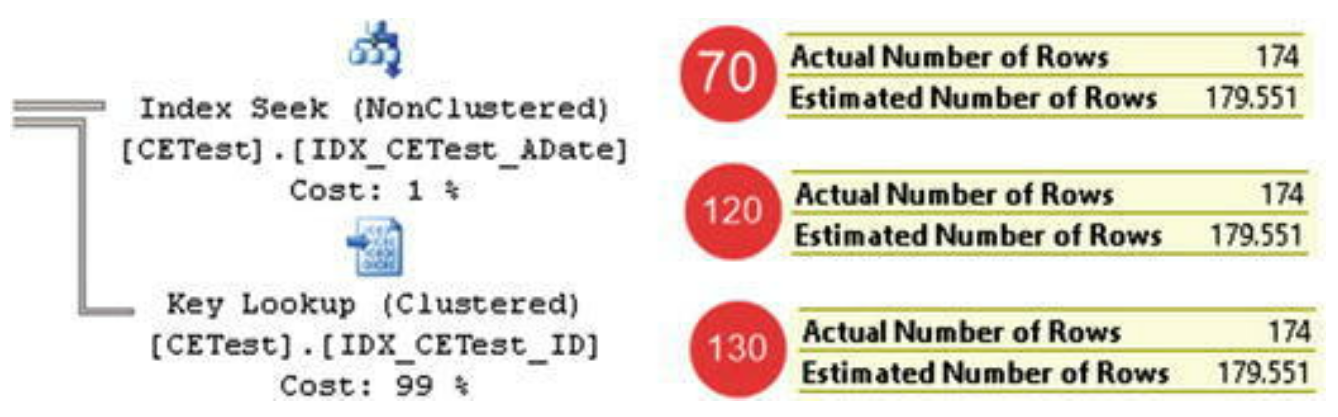 Index Seek (NonClustered)
[CETest].[IDX_CETest_ADate]
Cost: 1 %
Key Lookup (Clustered)
[CETest].[IDX_CETest_ID]
Cost: 99 %
70
Actual Number of Rows 174
Estimated Number of Rows 179.551
120
Actual Number of Rows 174
Estimated Number of Rows 179.551
130
Actual Number of Rows 174
Estimated Number of Rows 179.551